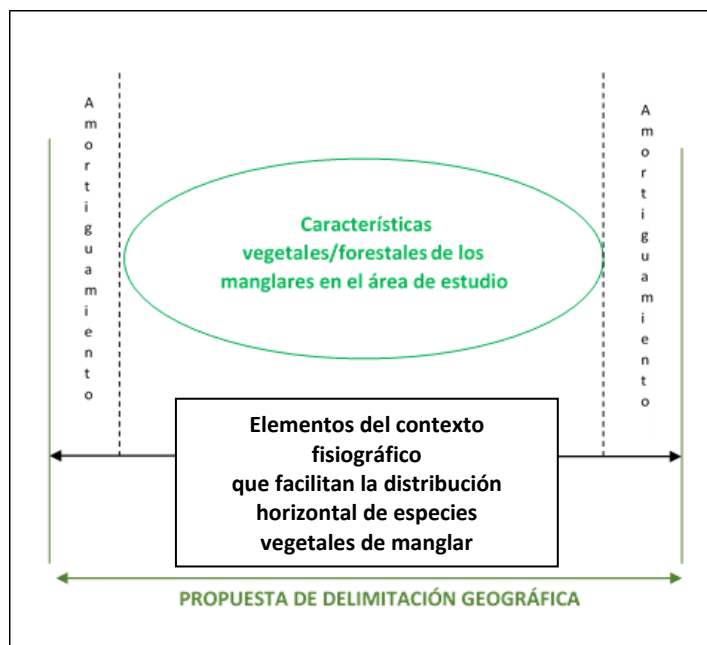 Amortiguamiento
Amortiguamiento
Características
vegetales/forestales de los
manglares en el área de estudio
Elementos del contexto
fisiográfico
que facilitan la distribución
horizontal de especies
vegetales de manglar
PROPUESTA DE DELIMITACIÓN GEOGRÁFICA